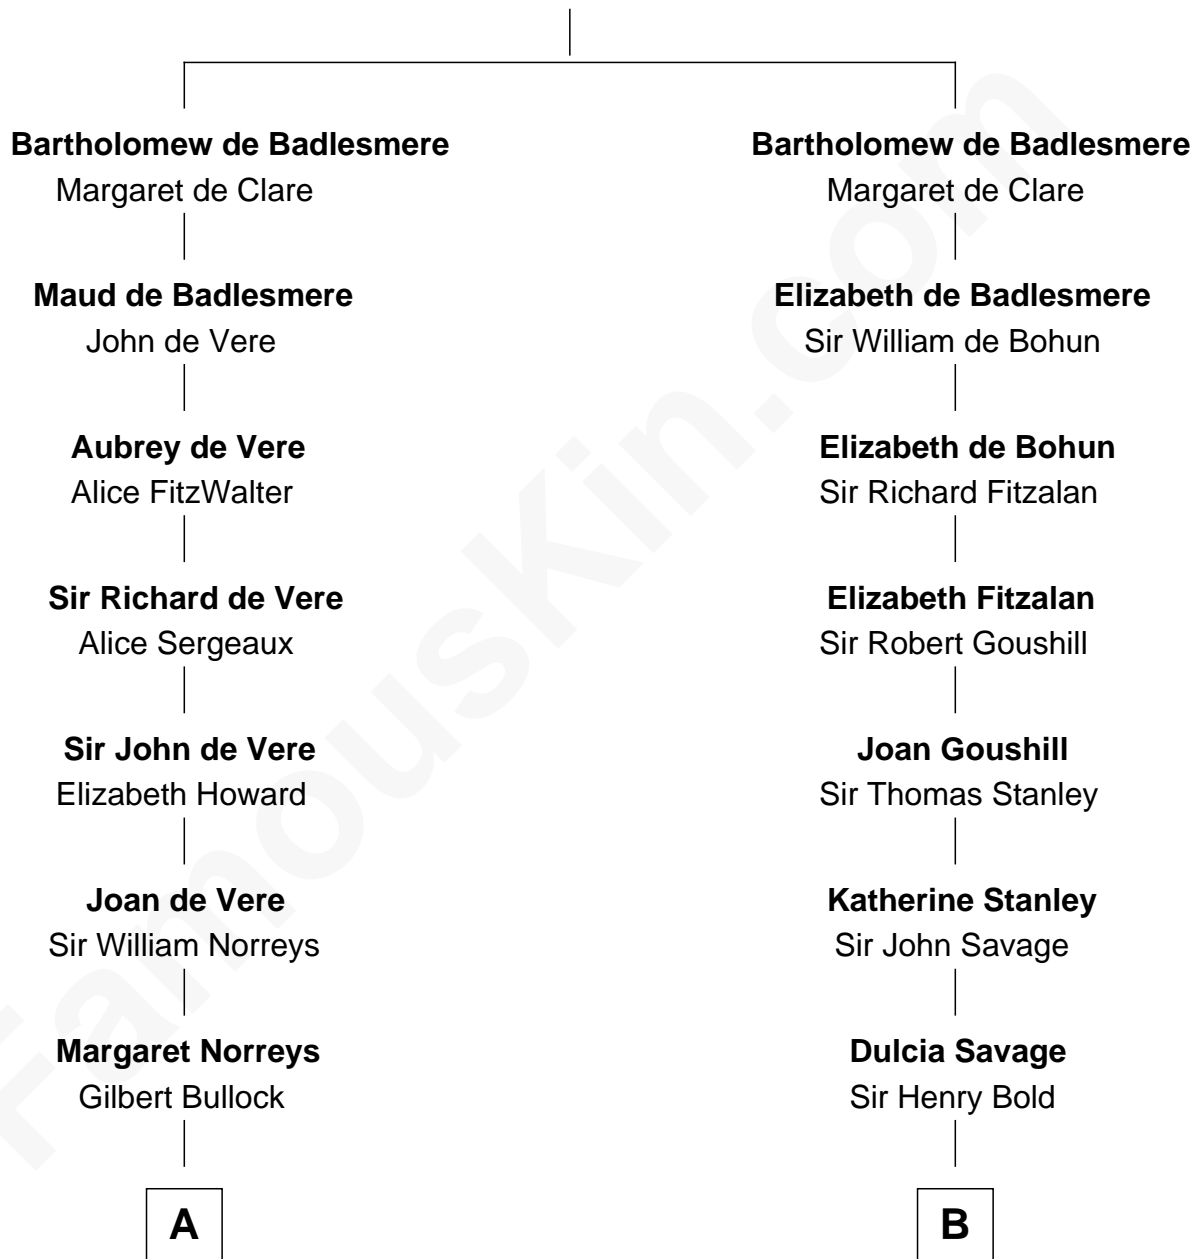 Bartholomew de Badlesmere
Margaret de Clare
Maud de Badlesmere
John de Vere
Aubrey de Vere
Alice FitzWalter
Sir Richard de Vere
Alice Sergeaux
Sir John de Vere
Elizabeth Howard
Joan de Vere
Sir William Norreys
Margaret Norreys
Gilbert Bullock
A
Bartholomew de Badlesmere
Margaret de Clare
Elizabeth de Badlesmere
Sir William de Bohun
Elizabeth de Bohun
Sir Richard Fitzalan
Elizabeth Fitzalan
Sir Robert Goushill
Joan Goushill
Sir Thomas Stanley
Katherine Stanley
Sir John Savage
Dulcia Savage
Sir Henry Bold
B
FamousKin.com